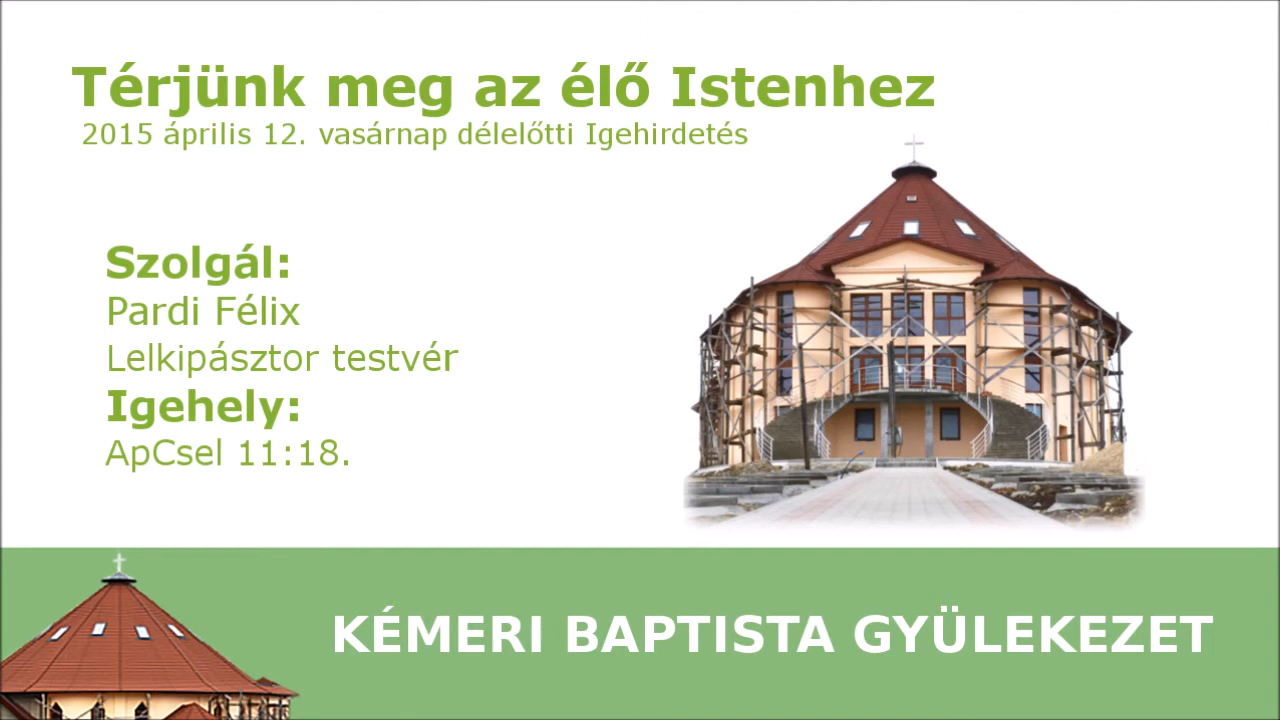 Térjünk meg az élő Istenhez
2015 április 12. vasárnap délelőtti Igehirdetés
Szolgál:
Pardi Félix
Lelkipásztor testvér
Igehely:
ApCsel 11:18.
KÉMERI BAPTISTA GYÜLEKEZET